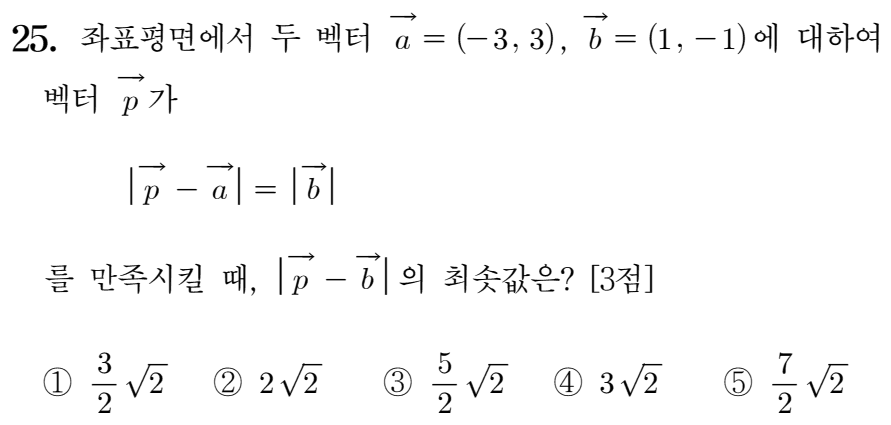 25. 좌표평면에서 두 벡터 $\vec{a}=(-3, 3)$, $\vec{b}=(1, -1)$에 대하여
벡터 $\vec{p}$가
$|\vec{p}-\vec{a}|=|\vec{b}|$
를 만족시킬 때, $|\vec{p}-\vec{b}|$의 최솟값은? [3점]
① $\frac{3}{2}\sqrt{2}$ ② $2\sqrt{2}$ ③ $\frac{5}{2}\sqrt{2}$ ④ $3\sqrt{2}$ ⑤ $\frac{7}{2}\sqrt{2}$